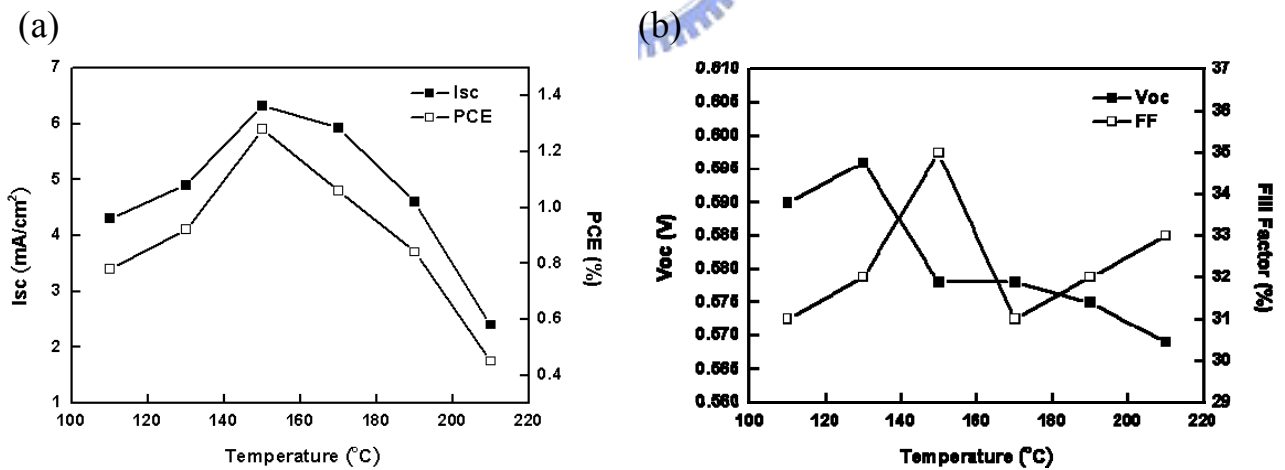 (a)
7
6
5
4
3
2
1
Isc (mA/cm²)
Isc
PCE
1.4
1.2
1.0
0.8
0.6
0.4
PCE (%)
100 120 140 160 180 200 220
Temperature (°C)
(b)
0.610
0.605
0.600
0.595
0.590
0.585
0.580
0.575
0.570
0.565
0.560
Voc (V)
Voc
FF
37
36
35
34
33
32
31
30
29
Fill Factor (%)
100 120 140 160 180 200 220
Temperature (°C)